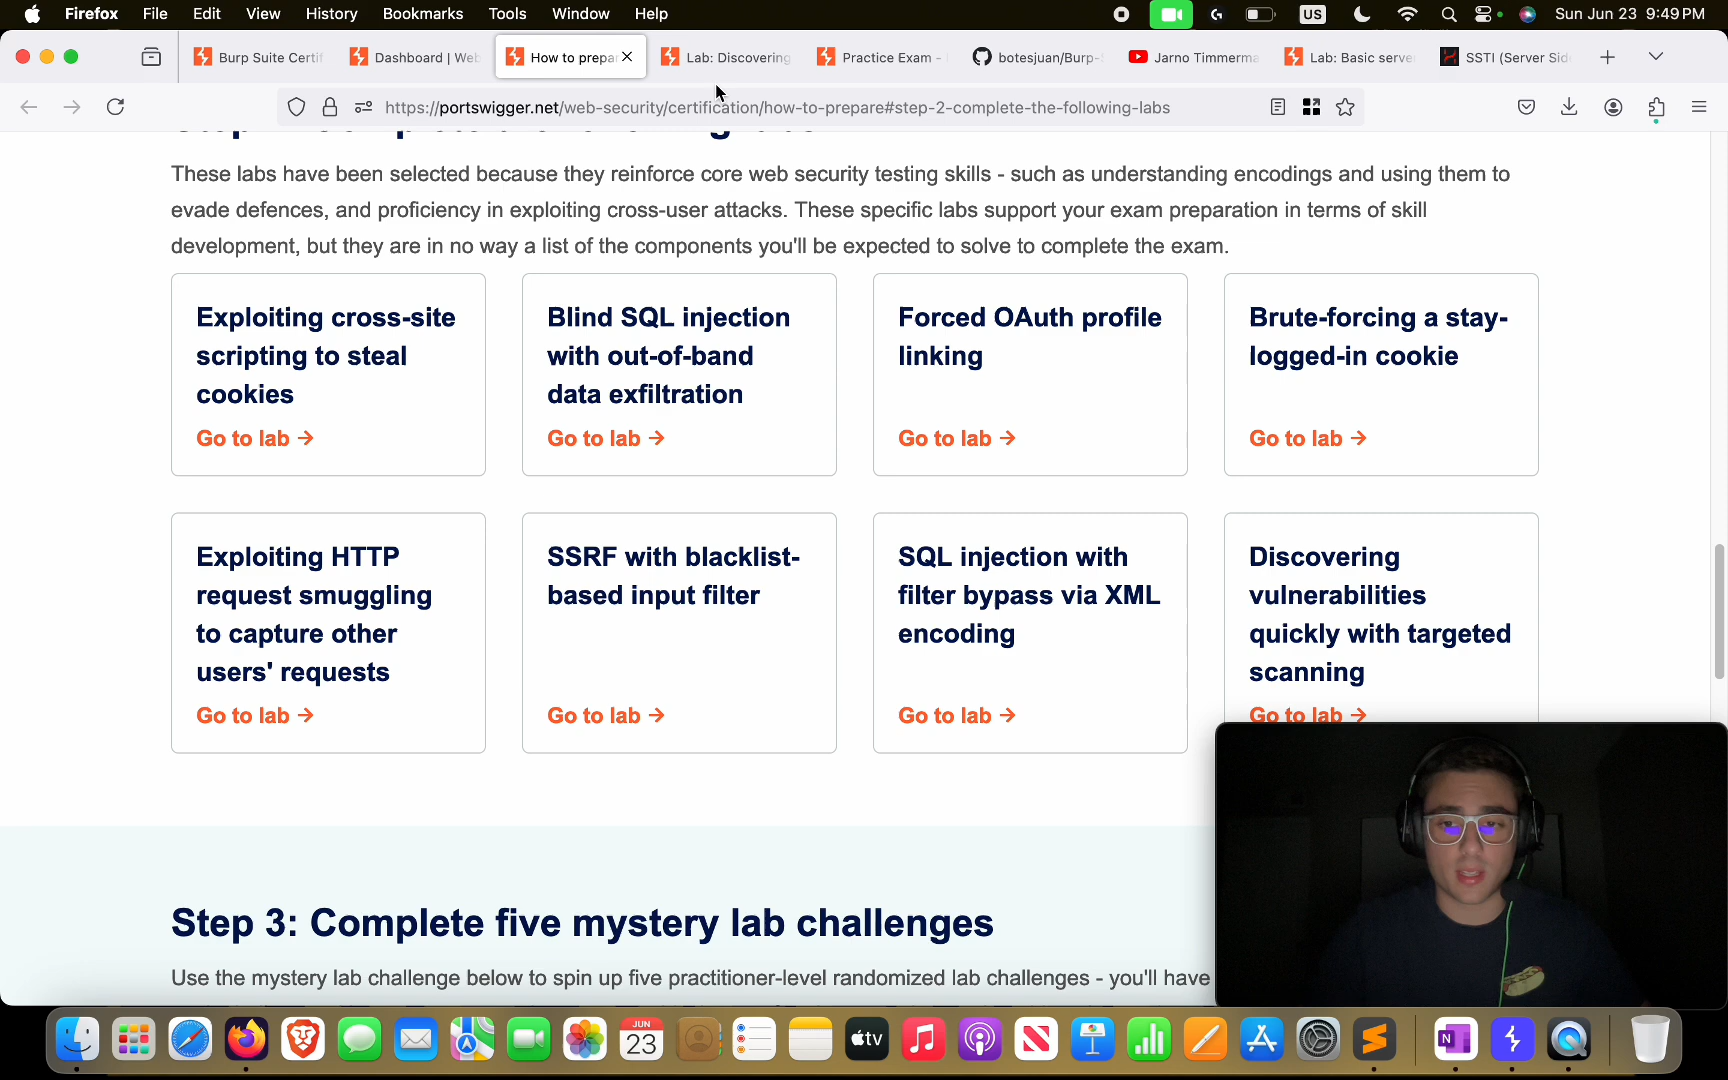 Firefox File Edit View History Bookmarks Tools Window Help US Sun Jun 23 9:49 PM
Burp Suite Certif Dashboard | Web How to prepar Lab: Discovering Practice Exam - botesjuan/Burp- Jarno Timmerma Lab: Basic serve SSTI (Server Sid
https://portswigger.net/web-security/certification/how-to-prepare#step-2-complete-the-following-labs
These labs have been selected because they reinforce core web security testing skills - such as understanding encodings and using them to
evade defences, and proficiency in exploiting cross-user attacks. These specific labs support your exam preparation in terms of skill
development, but they are in no way a list of the components you'll be expected to solve to complete the exam.
Exploiting cross-site
scripting to steal
cookies
Go to lab →
Blind SQL injection
with out-of-band
data exfiltration
Go to lab →
Forced OAuth profile
linking
Go to lab →
Brute-forcing a stay-
logged-in cookie
Go to lab →
Exploiting HTTP
request smuggling
to capture other
users' requests
Go to lab →
SSRF with blacklist-
based input filter
Go to lab →
SQL injection with
filter bypass via XML
encoding
Go to lab →
Discovering
vulnerabilities
quickly with targeted
scanning
Go to lab →
Step 3: Complete five mystery lab challenges
Use the mystery lab challenge below to spin up five practitioner-level randomized lab challenges - you'll have
JUN
23
tv
N